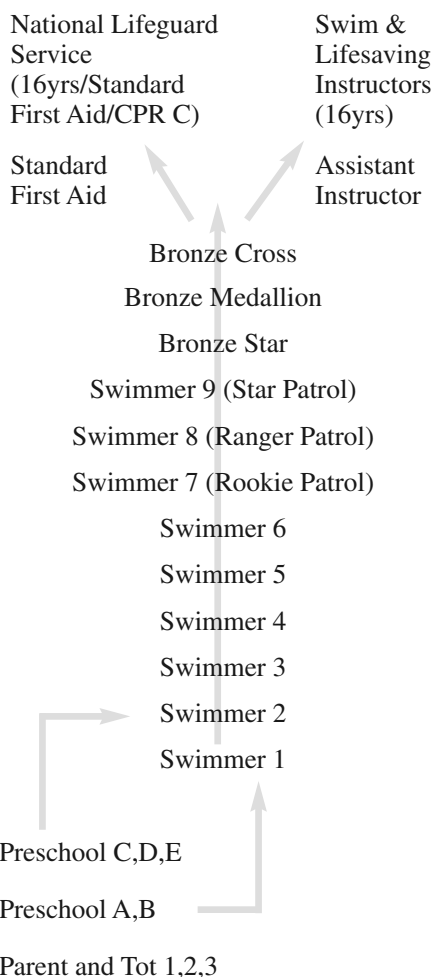 National Lifeguard
Service
(16yrs/Standard
First Aid/CPR C)
Swim &
Lifesaving
Instructors
(16yrs)
Standard
First Aid
Assistant
Instructor
Bronze Cross
Bronze Medallion
Bronze Star
Swimmer 9 (Star Patrol)
Swimmer 8 (Ranger Patrol)
Swimmer 7 (Rookie Patrol)
Swimmer 6
Swimmer 5
Swimmer 4
Swimmer 3
Swimmer 2
Swimmer 1
Preschool C,D,E
Preschool A,B
Parent and Tot 1,2,3